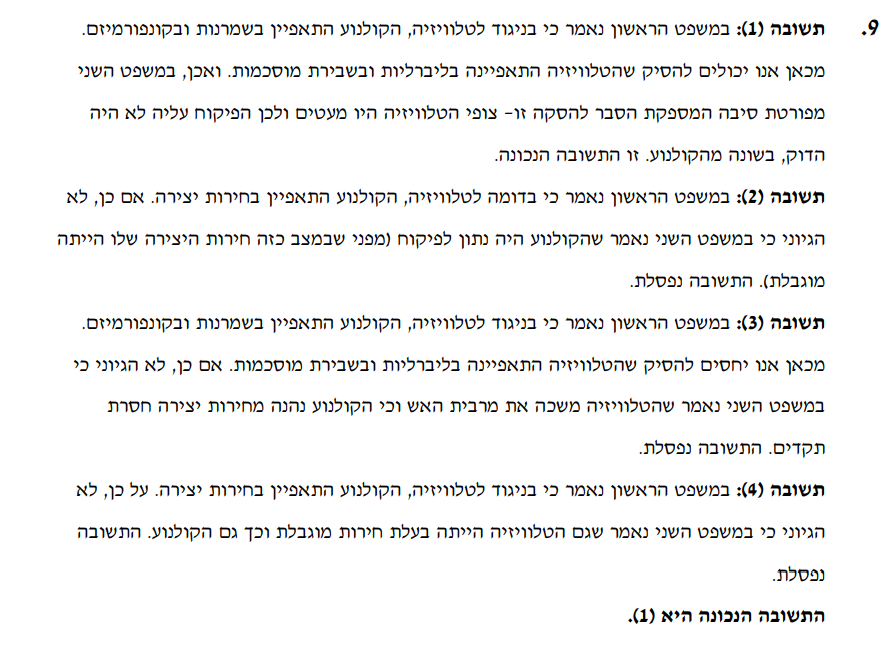 9. תשובה (1): במשפט הראשון נאמר כי בניגוד לטלוויזיה, הקולנוע התאפיין בשמרנות ובקונפורמיזם.
מכאן אנו יכולים להסיק שהטלוויזיה התאפיינה בליברליות ובשבירת מוסכמות. ואכן, במשפט השני
מפורטת סיבה המספקת הסבר להסקה זו- צופי הטלוויזיה היו מעטים ולכן הפיקוח עליה לא היה
הדוק, בשונה מהקולנוע. זו התשובה הנכונה.
תשובה (2): במשפט הראשון נאמר כי בדומה לטלוויזיה, הקולנוע התאפיין בחירות יצירה. אם כן, לא
הגיוני כי במשפט השני נאמר שהקולנוע היה נתון לפיקוח (מפני שבמצב כזה חירות היצירה שלו הייתה
מוגבלת). התשובה נפסלת.
תשובה (3): במשפט הראשון נאמר כי בניגוד לטלוויזיה, הקולנוע התאפיין בשמרנות ובקונפורמיזם.
מכאן אנו יחסים להסיק שהטלוויזיה התאפיינה בליברליות ובשבירת מוסכמות. אם כן, לא הגיוני כי
במשפט השני נאמר שהטלוויזיה משכה את מרבית האש וכי הקולנוע נהנה מחירות יצירה חסרת
תקדים. התשובה נפסלת.
תשובה (4): במשפט הראשון נאמר כי בניגוד לטלוויזיה, הקולנוע התאפיין בחירות יצירה. על כן, לא
הגיוני כי במשפט השני נאמר שגם הטלוויזיה הייתה בעלת חירות מוגבלת וכך גם הקולנוע. התשובה
נפסלת.
התשובה הנכונה היא (1).